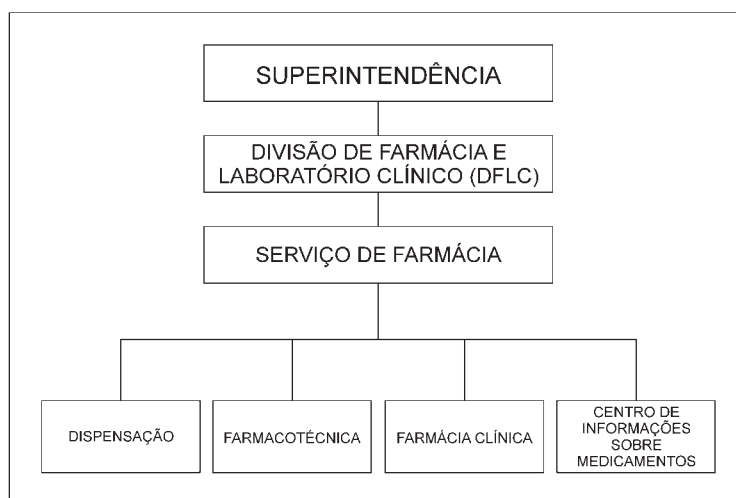 SUPERINTENDÊNCIA
DIVISÃO DE FARMÁCIA E
LABORATÓRIO CLÍNICO (DFLC)
SERVIÇO DE FARMÁCIA
DISPENSAÇÃO
FARMACOTÉCNICA
FARMÁCIA CLÍNICA
CENTRO DE
INFORMAÇÕES
SOBRE
MEDICAMENTOS